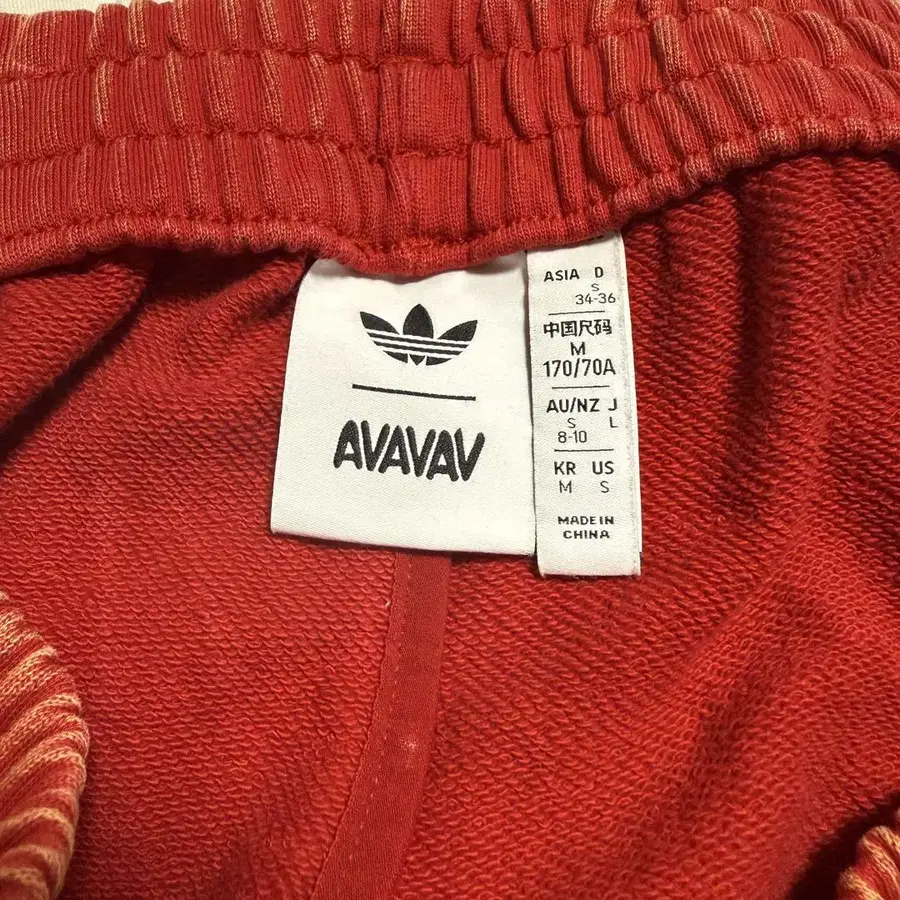 AVAVAV
ASIA D
S
34-36
中国尺码
M
170/70A
AU/NZ J
S L
8-10
KR US
M S
MADE IN
CHINA